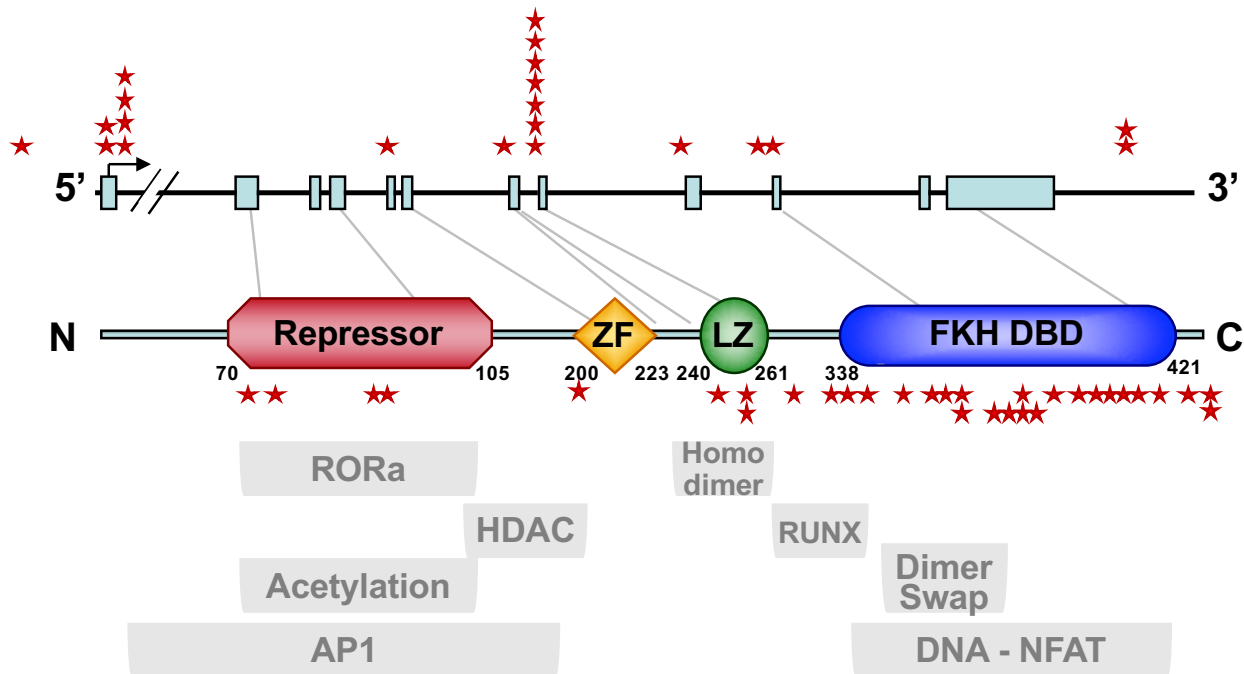 5’
3’
N
Repressor
ZF
LZ
FKH DBD
C
70
105
200
223
240
261
338
421
RORa
Homo
dimer
HDAC
RUNX
Acetylation
Dimer
Swap
AP1
DNA - NFAT